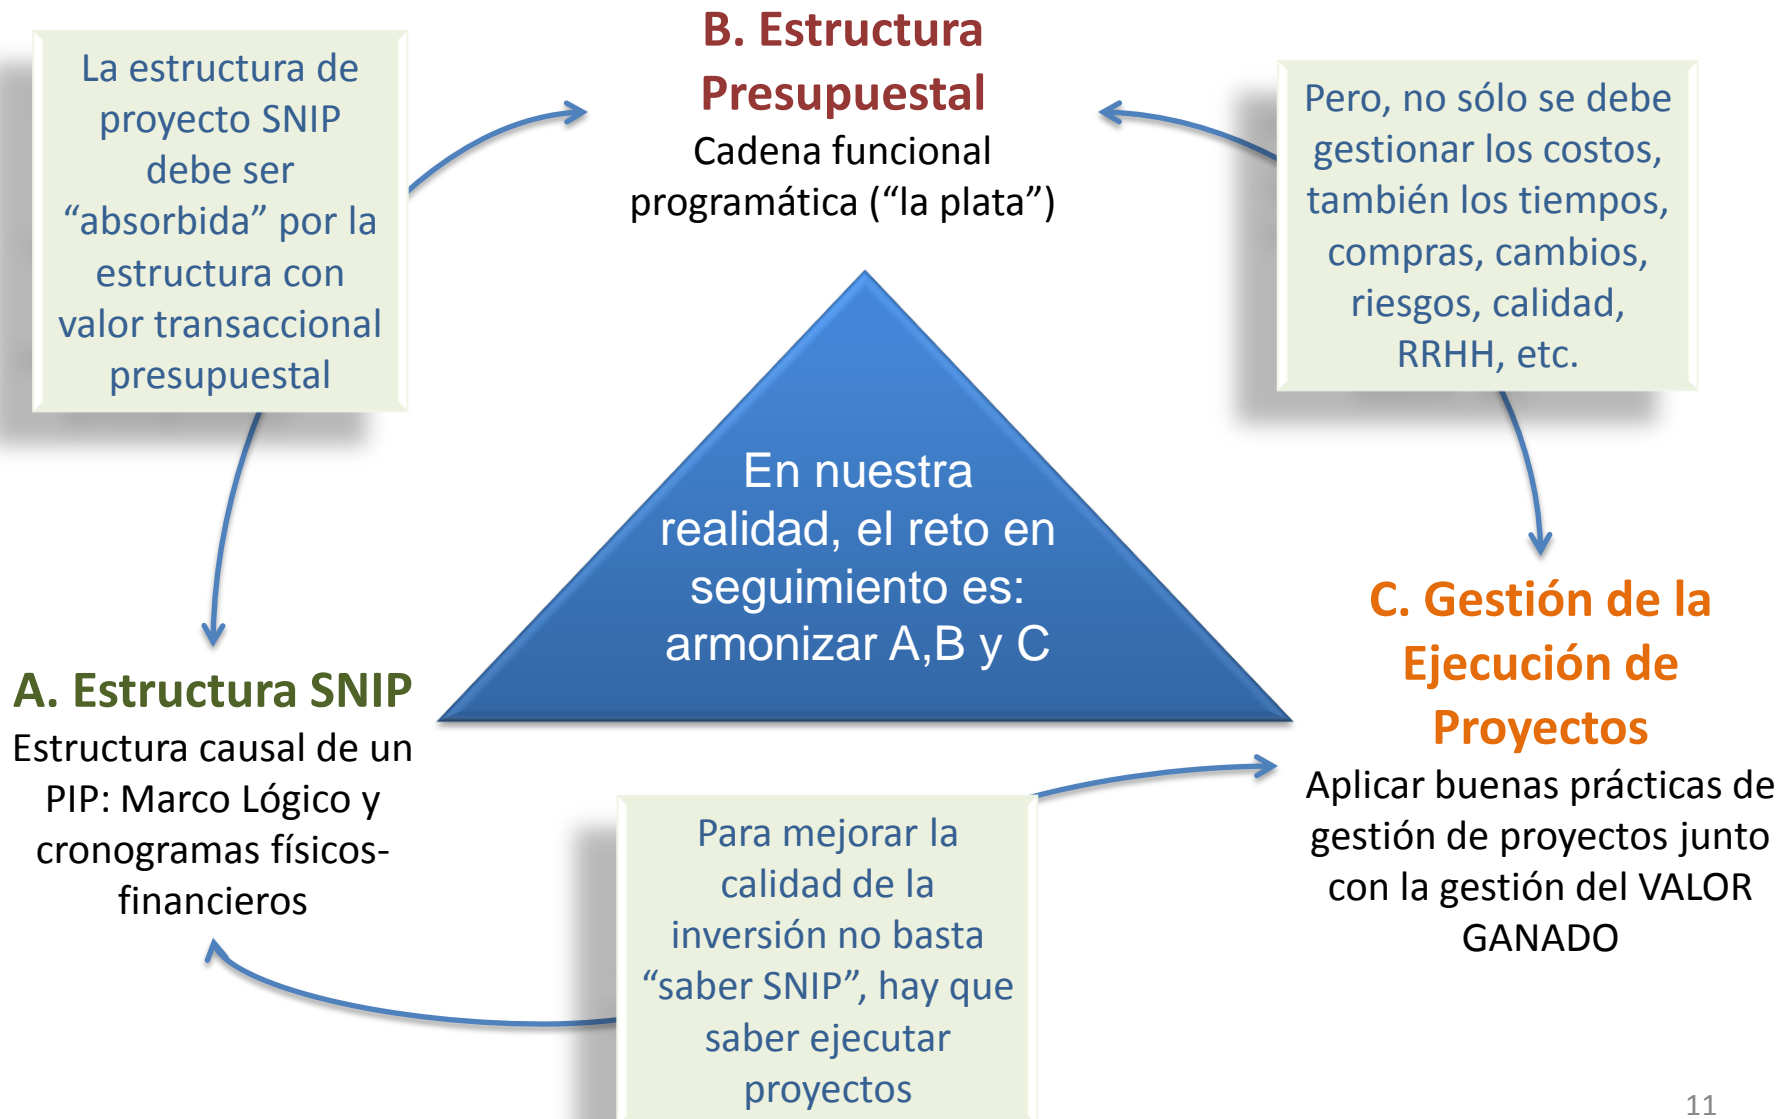 B. Estructura
Presupuestal
Cadena funcional
programática (“la plata”)
La estructura de
proyecto SNIP
debe ser
“absorbida” por la
estructura con
valor transaccional
presupuestal
Pero, no sólo se debe
gestionar los costos,
también los tiempos,
compras, cambios,
riesgos, calidad,
RRHH, etc.
En nuestra
realidad, el reto en
seguimiento es:
armonizar A,B y C
A. Estructura SNIP
Estructura causal de un
PIP: Marco Lógico y
cronogramas físicos-
financieros
C. Gestión de la
Ejecución de
Proyectos
Aplicar buenas prácticas de
gestión de proyectos junto
con la gestión del VALOR
GANADO
Para mejorar la
calidad de la
inversión no basta
“saber SNIP”, hay que
saber ejecutar
proyectos
11